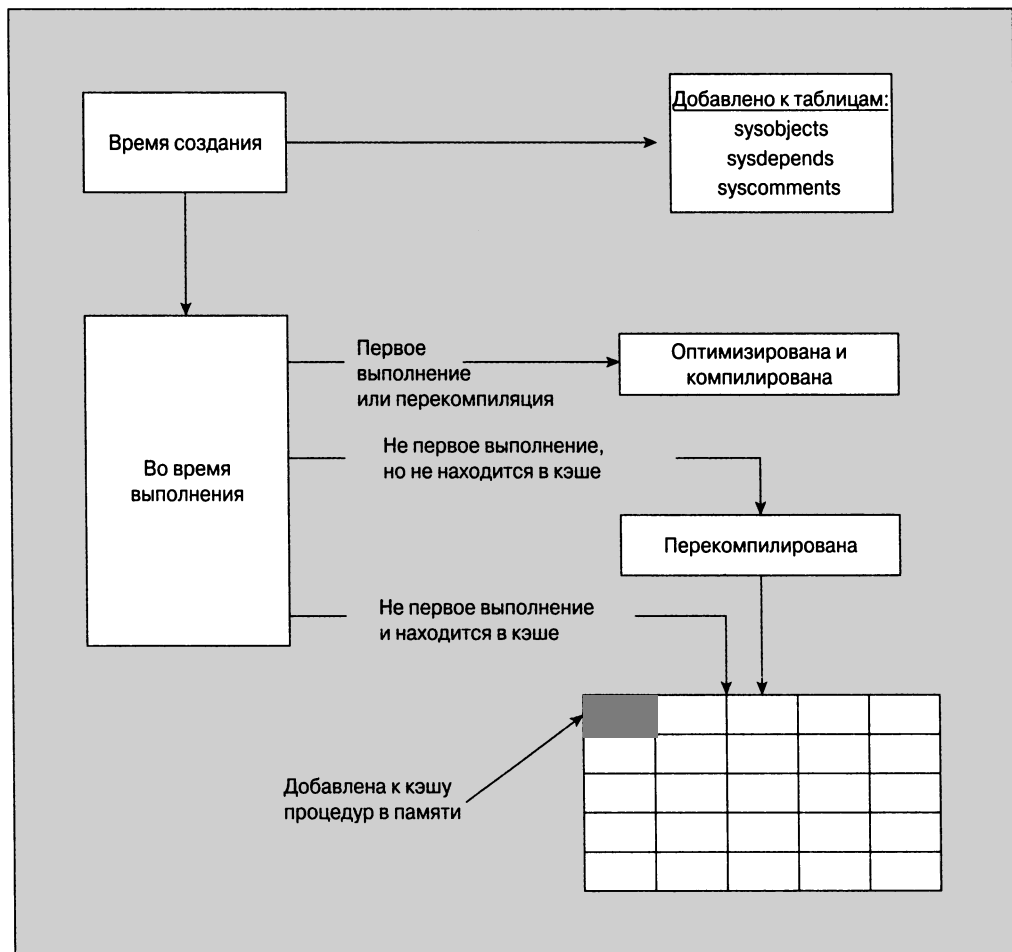 Время создания
Добавлено к таблицам:
sysobjects
sysdepends
syscomments
Во время
выполнения
Первое
выполнение
или перекомпиляция
Оптимизирована и
компилирована
Не первое выполнение,
но не находится в кэше
Перекомпилирована
Не первое выполнение
и находится в кэше
Добавлена к кэшу
процедур в памяти